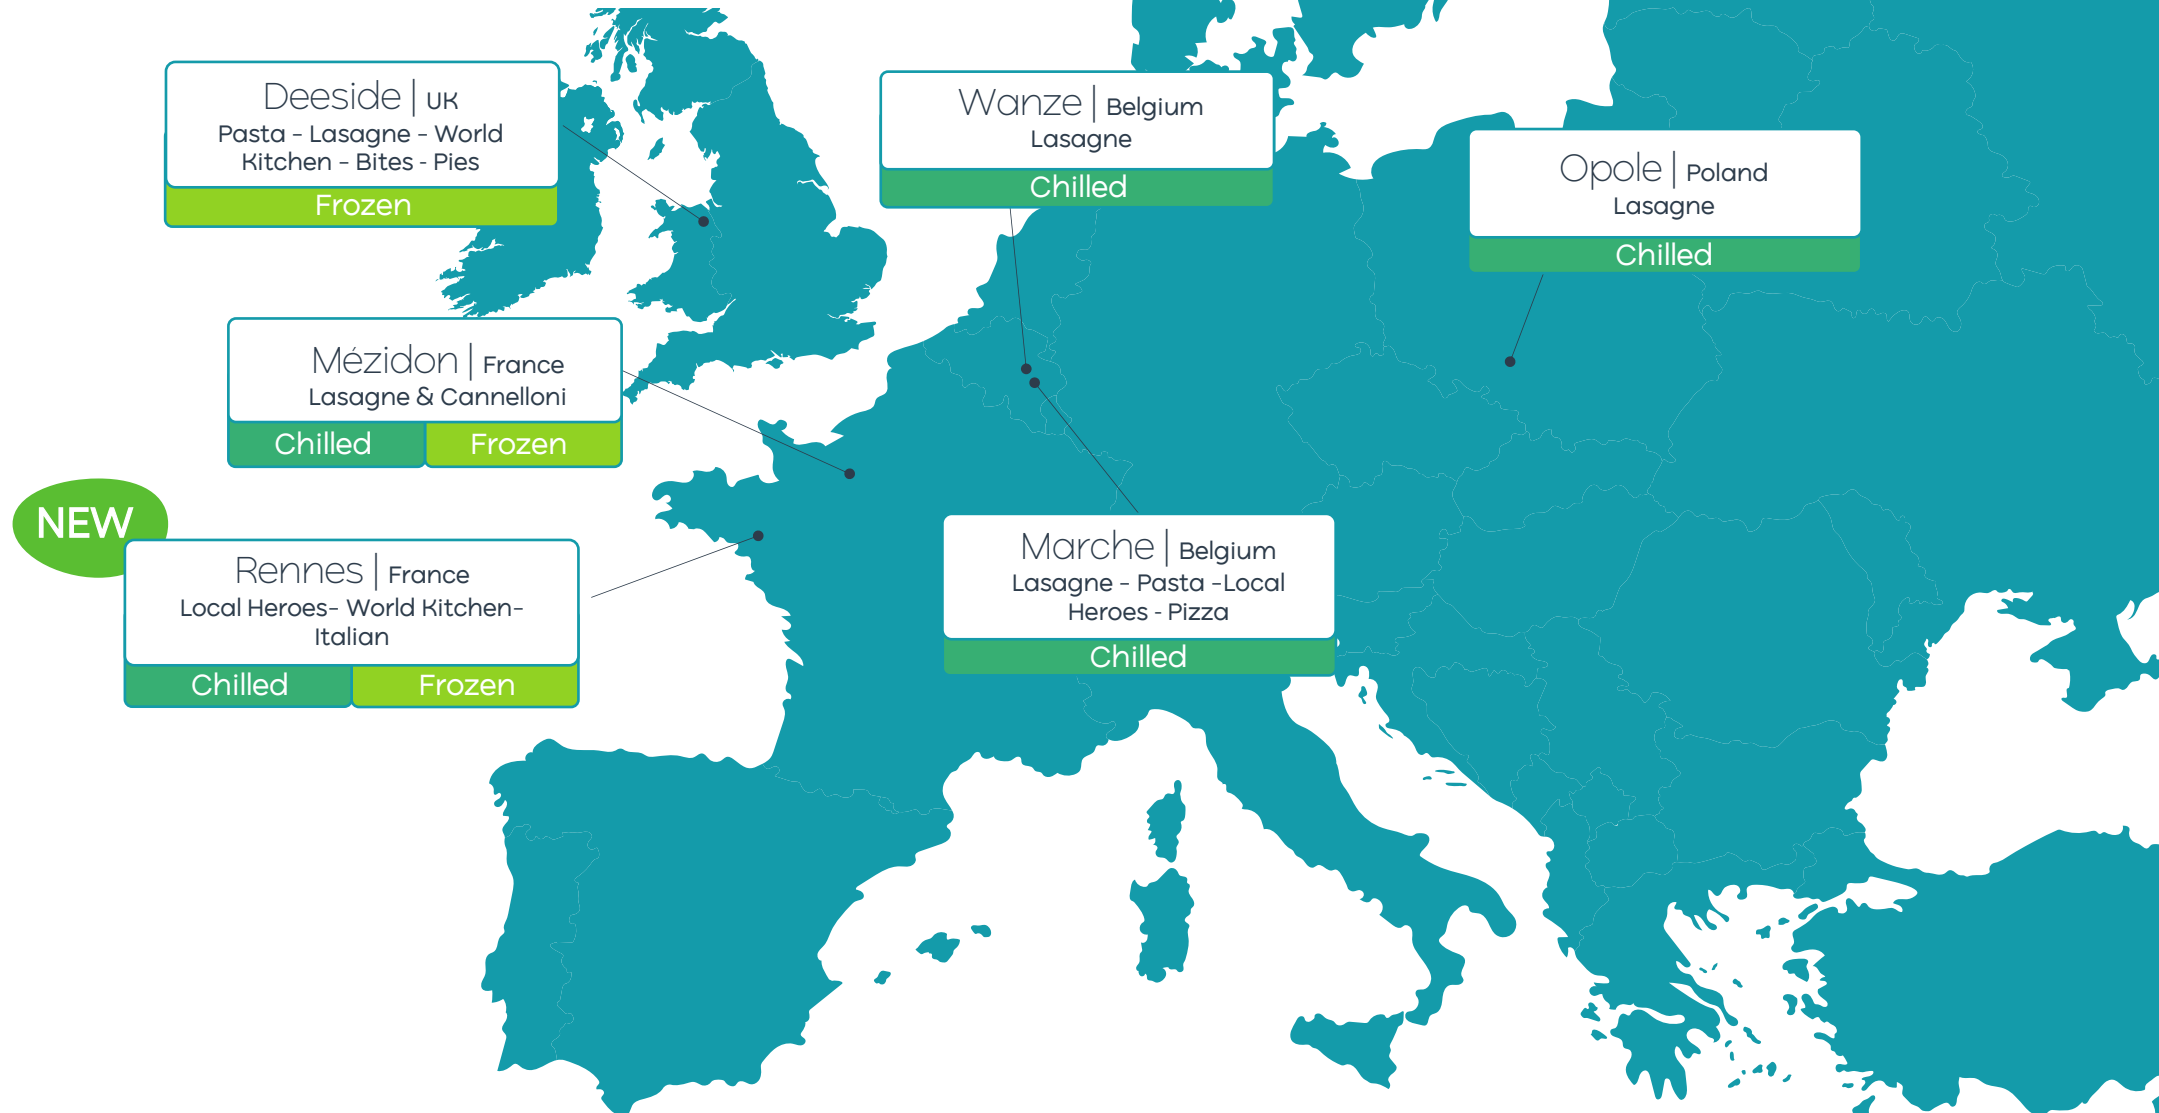 Deeside | UK
Pasta - Lasagne - World
Kitchen - Bites - Pies
Frozen
Wanze | Belgium
Lasagne
Chilled
Opole | Poland
Lasagne
Chilled
Mézidon | France
Lasagne & Cannelloni
Chilled
Frozen
NEW
Rennes | France
Local Heroes- World Kitchen-
Italian
Chilled
Frozen
Marche | Belgium
Lasagne - Pasta -Local
Heroes - Pizza
Chilled